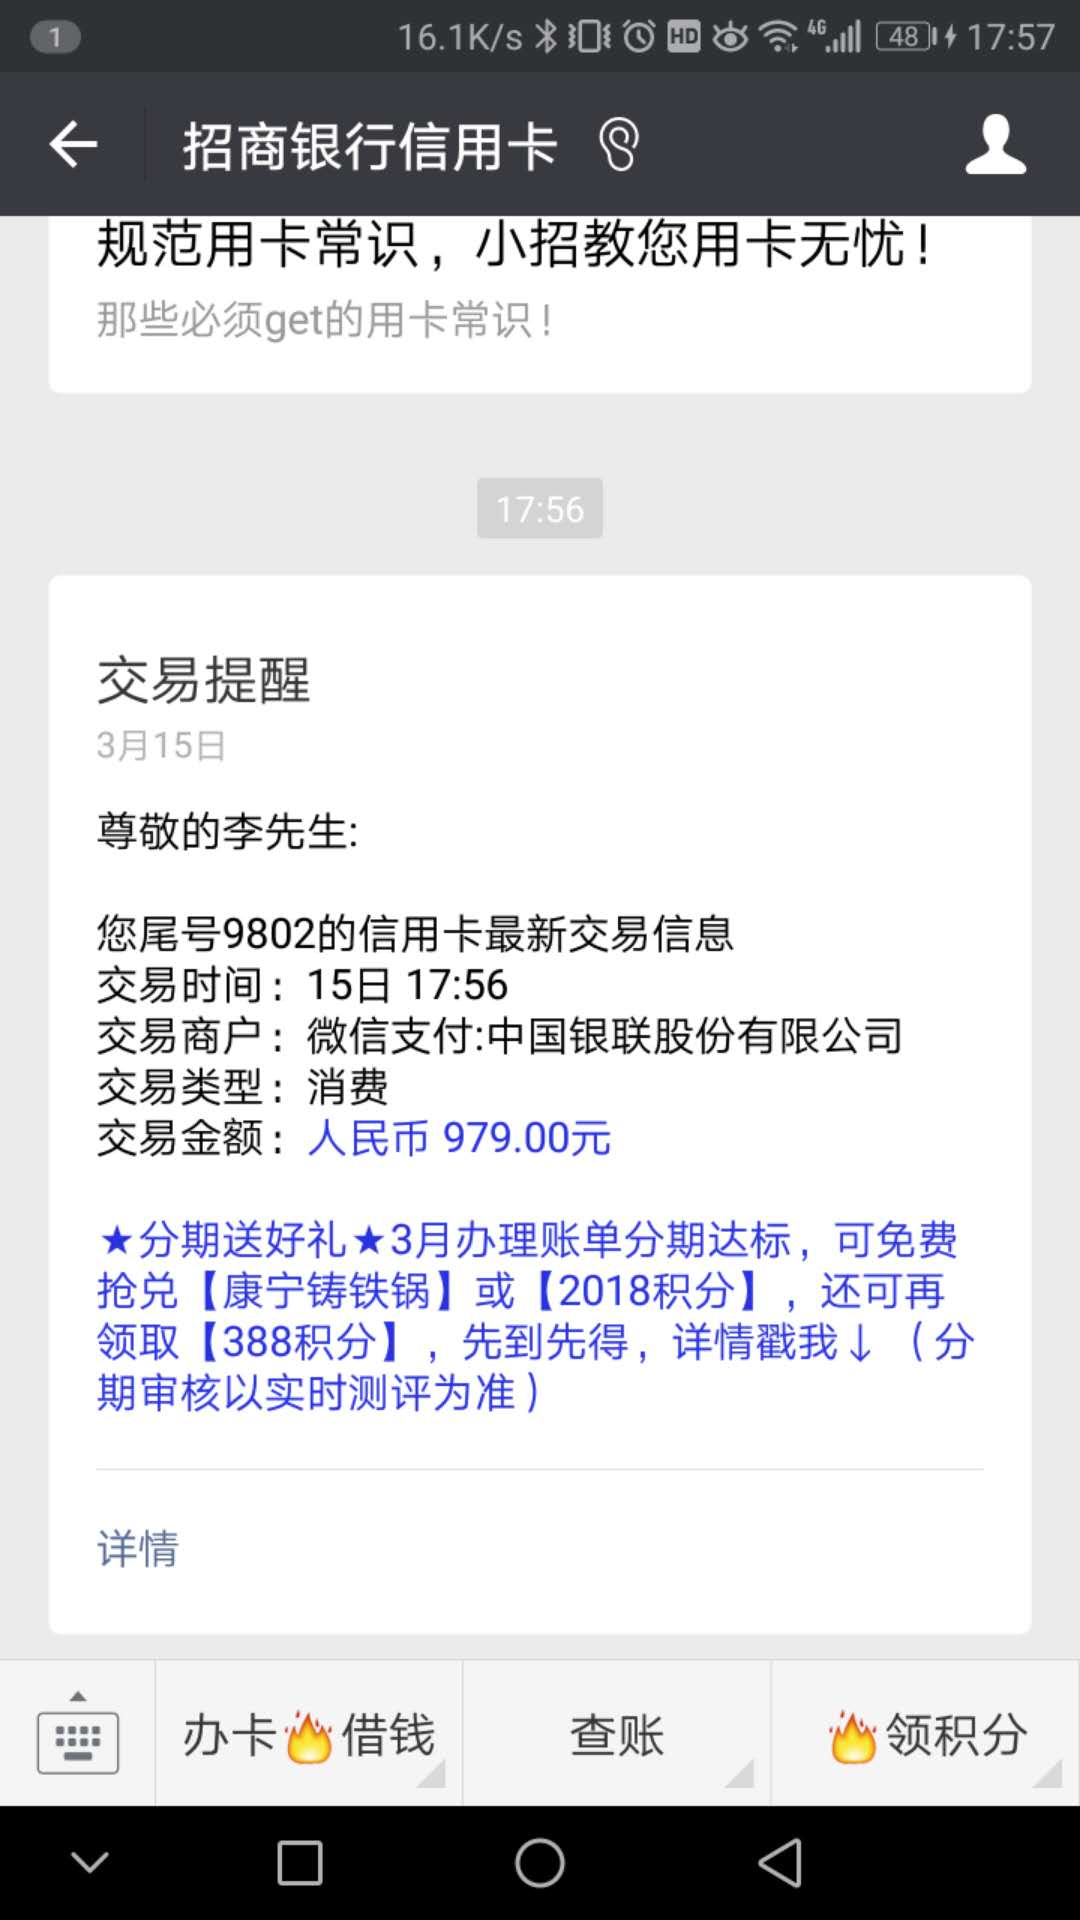 1 16.1K/s HD 4G 48 17:57
招商银行信用卡
规范用卡常识，小招教您用卡无忧！
那些必须get的用卡常识！
17:56
交易提醒
3月15日
尊敬的李先生:
您尾号9802的信用卡最新交易信息
交易时间：15日 17:56
交易商户：微信支付:中国银联股份有限公司
交易类型：消费
交易金额：人民币 979.00元
★分期送好礼★3月办理账单分期达标，可免费
抢兑【康宁铸铁锅】或【2018积分】，还可再
领取【388积分】，先到先得，详情戳我↓（分
期审核以实时测评为准）
详情
办卡🔥借钱 查账 🔥领积分